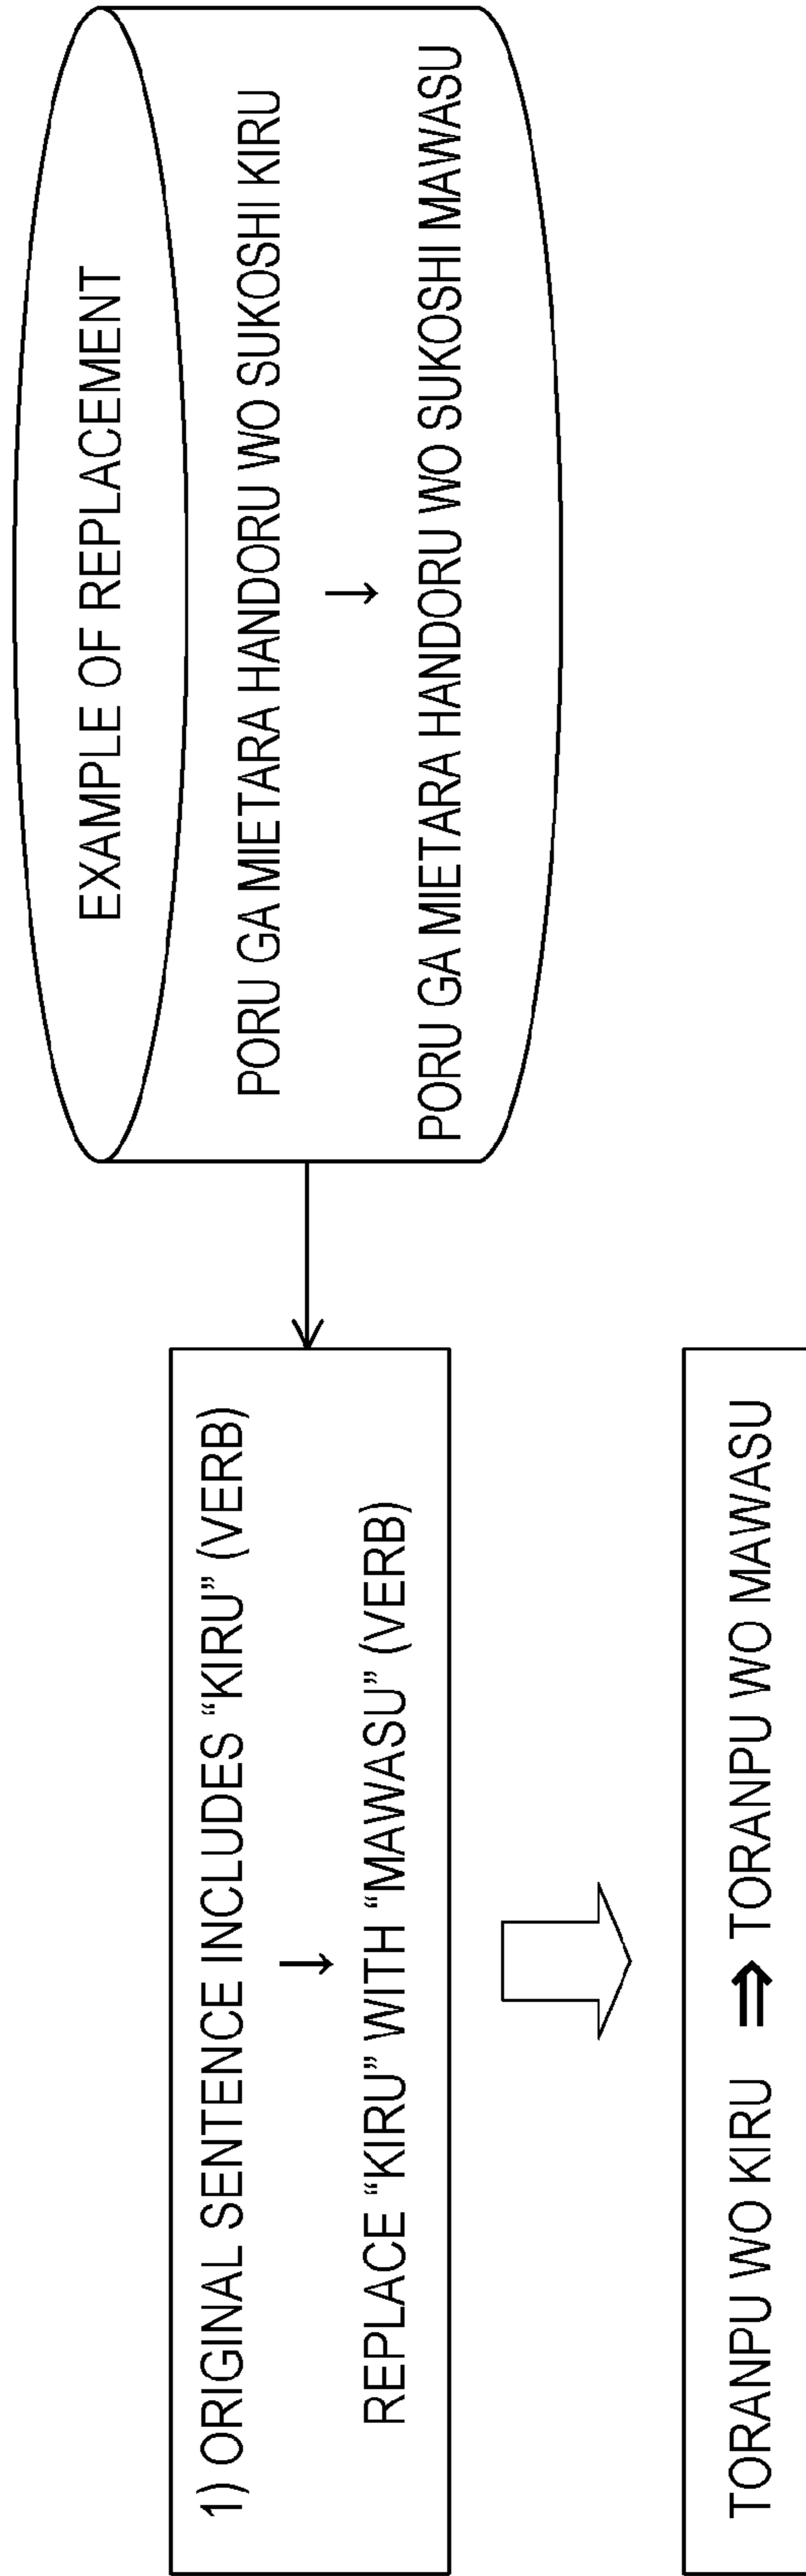 EXAMPLE OF REPLACEMENT
PORU GA MIETARA HANDORU WO SUKOSHI KIRU
→
PORU GA MIETARA HANDORU WO SUKOSHI MAWASU
1) ORIGINAL SENTENCE INCLUDES “KIRU” (VERB)
→
REPLACE “KIRU” WITH “MAWASU” (VERB)
TORANPU WO KIRU ⇒ TORANPU WO MAWASU